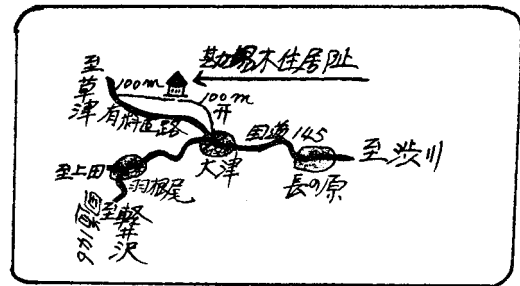 勘場木住居址
100m
100m
至草津
有料道路
国道145
至渋川
大津
長の原
至上田
羽根尾
至軽井沢